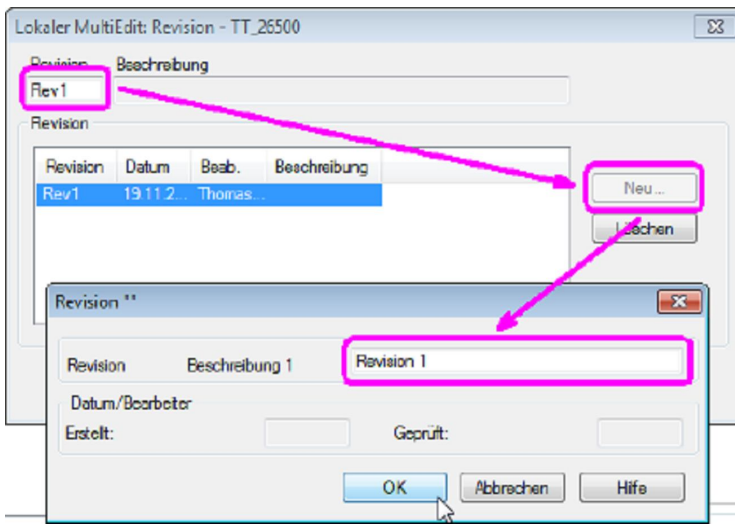 Lokaler MultiEdit: Revision - TT_26500
Revision Beschreibung
Rev1
Revision
Revision Datum Beab. Beschreibung
Rev1 19.11.2... Thomas...
Neu...
Löschen
Revision ""
Revision Beschreibung 1 Revision 1
Datum/Bearbeiter
Erstellt: Geprüft:
OK Abbrechen Hilfe